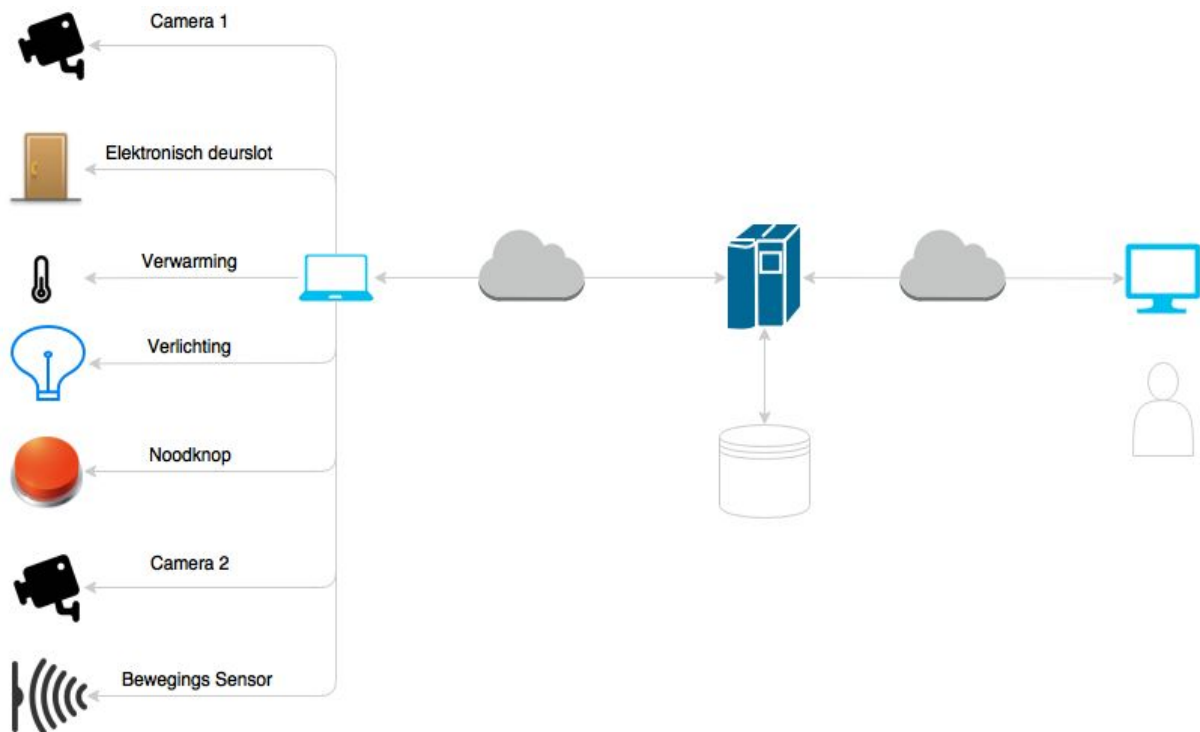 Camera 1
Elektronisch deurslot
Verwarming
Verlichting
Noodknop
Camera 2
Bewegings Sensor